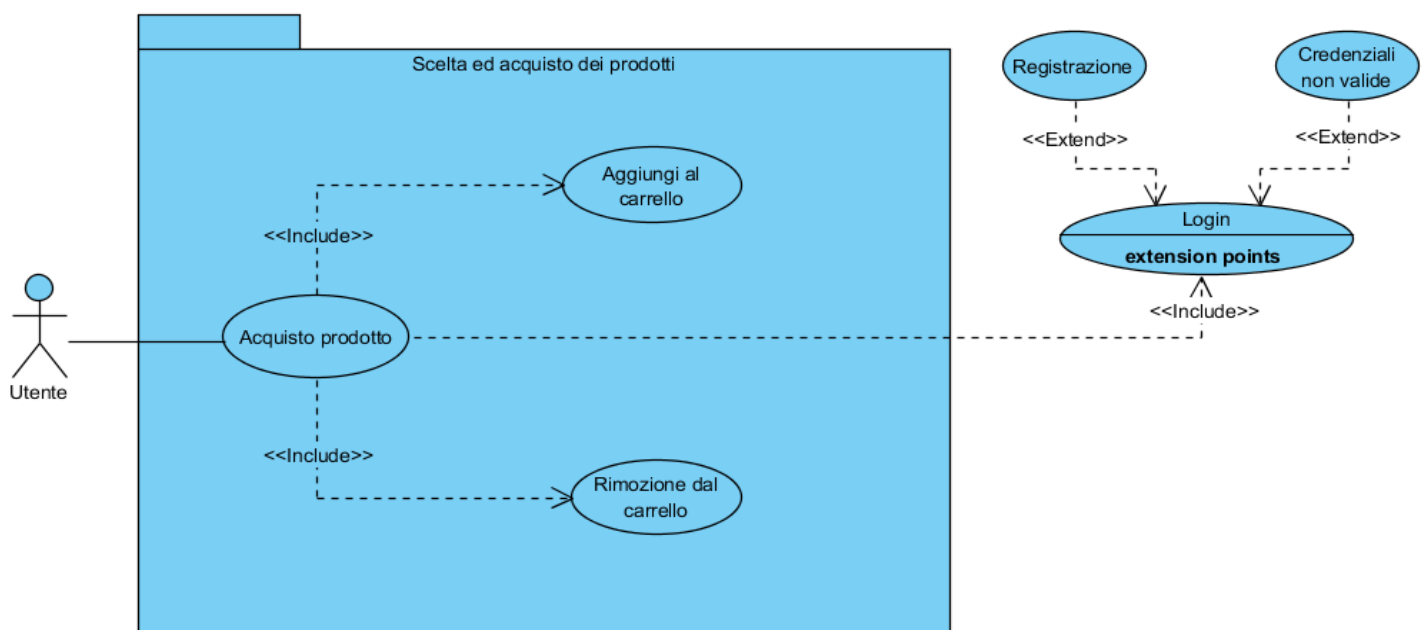 Scelta ed acquisto dei prodotti
Registrazione
Credenziali
non valide
<<Extend>>
<<Extend>>
Aggiungi al
carrello
Login
extension points
<<Include>>
<<Include>>
Acquisto prodotto
Utente
<<Include>>
Rimozione dal
carrello